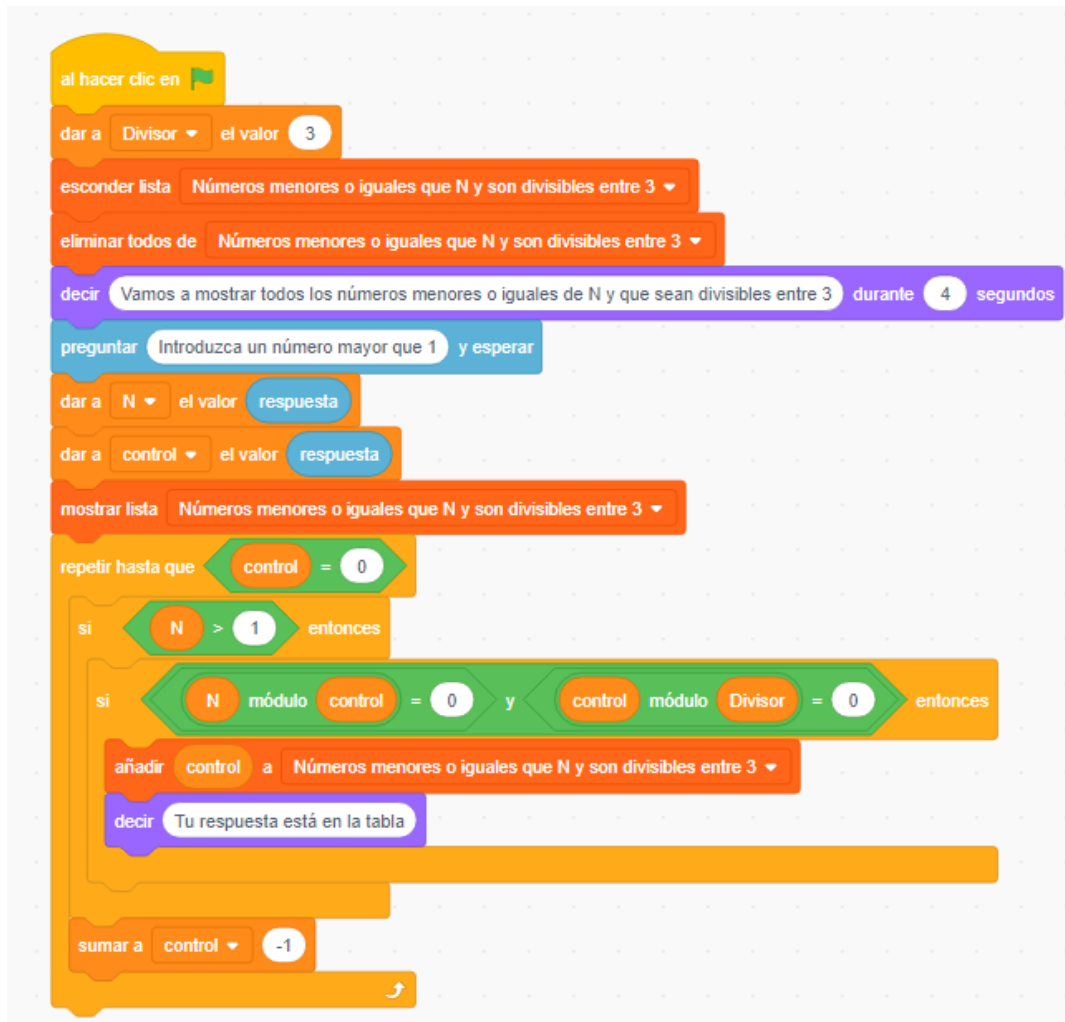 al hacer clic en
dar a Divisor el valor 3
esconder lista Números menores o iguales que N y son divisibles entre 3
eliminar todos de Números menores o iguales que N y son divisibles entre 3
decir Vamos a mostrar todos los números menores o iguales de N y que sean divisibles entre 3 durante 4 segundos
preguntar Introduzca un número mayor que 1 y esperar
dar a N el valor respuesta
dar a control el valor respuesta
mostrar lista Números menores o iguales que N y son divisibles entre 3
repetir hasta que control = 0
si N > 1 entonces
si N módulo control = 0 y control módulo Divisor = 0 entonces
añadir control a Números menores o iguales que N y son divisibles entre 3
decir Tu respuesta está en la tabla
sumar a control -1